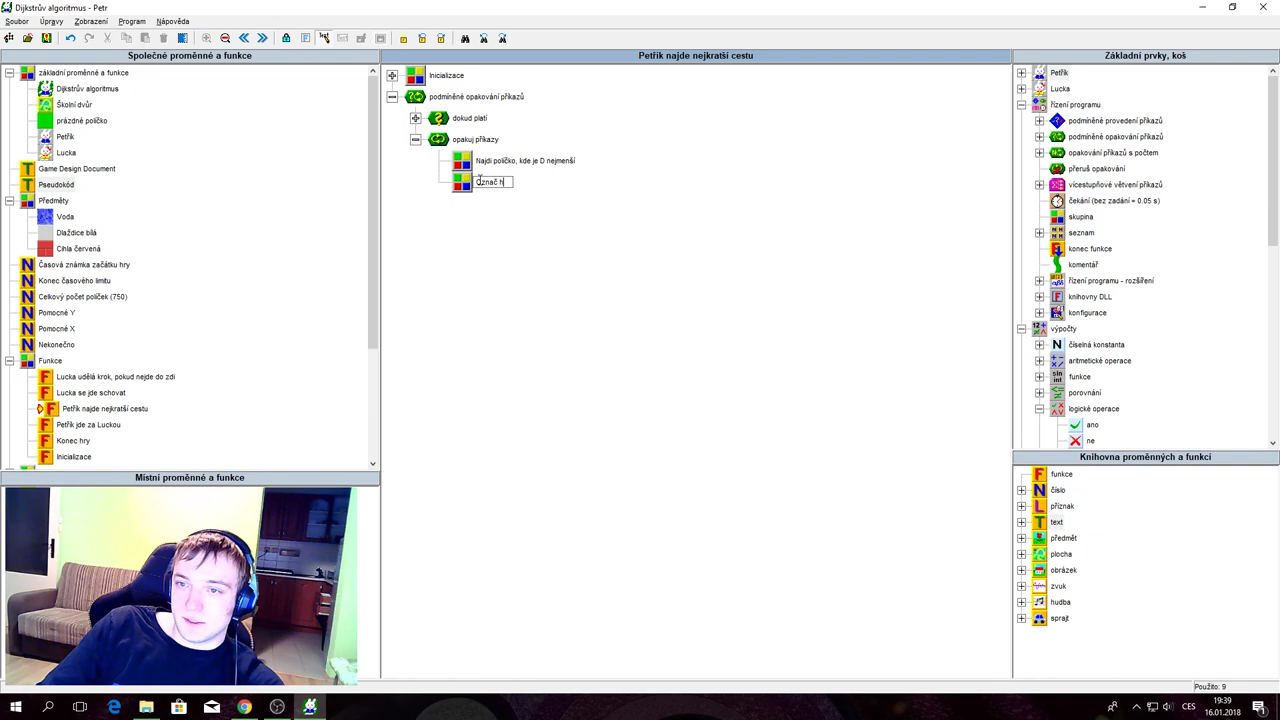 Dijkstrův algoritmus - Petr
Soubor Úpravy Zobrazení Program Nápověda
Společné proměnné a funkce
základní proměnné a funkce
Dijkstrův algoritmus
Školní dvůr
prázdné políčko
Petřík
Lucka
Game Design Document
Pseudokód
Předměty
Voda
Dlaždice bílá
Cihla červená
Časová známka začátku hry
Konec časového limitu
Celkový počet políček (750)
Pomocné Y
Pomocné X
Nekonečno
Funkce
Lucka udělá krok, pokud nejde do zdi
Lucka se jde schovat
Petřík najde nejkratší cestu
Petřík jde za Luckou
Konec hry
Inicializace
Místní proměnné a funkce
Petřík najde nejkratší cestu
Inicializace
podmíněné opakování příkazů
dokud platí
opakuj příkazy
Najdi políčko, kde je D nejmenší
Označ h
Základní prvky, koš
Petřík
Lucka
řízení programu
podmíněné provedení příkazů
podmíněné opakování příkazů
opakování příkazů s počtem
přeruš opakování
vícestupňové větvení příkazů
čekání (bez zadání = 0.05 s)
skupina
seznam
konec funkce
komentář
řízení programu - rozšíření
knihovny DLL
konfigurace
výpočty
číselná konstanta
aritmetické operace
funkce
porovnání
logické operace
ano
ne
Knihovna proměnných a funkcí
funkce
číslo
příznak
text
předmět
plocha
obrázek
zvuk
hudba
sprajt
Použito: 9
CES
19:39
16.01.2018